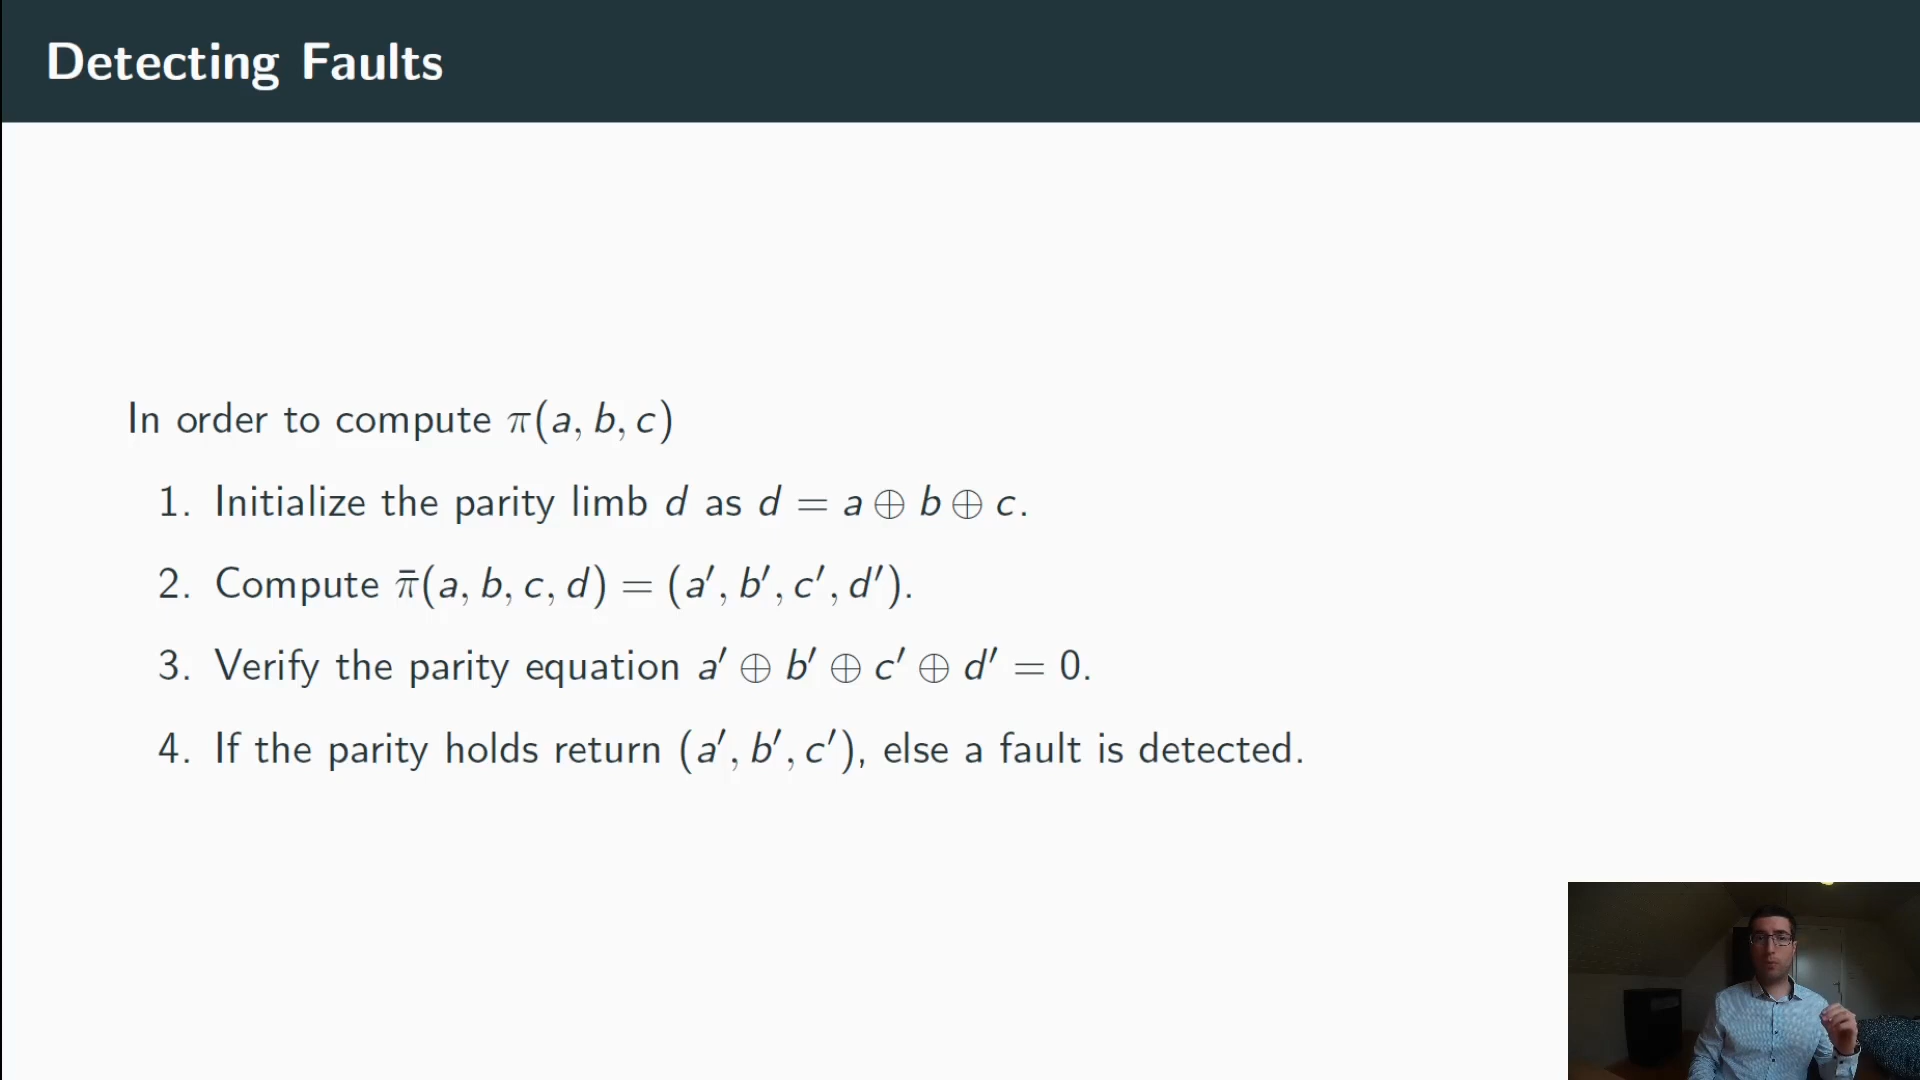 Detecting Faults
In order to compute π(a, b, c)
1. Initialize the parity limb d as d = a ⊕ b ⊕ c.
2. Compute π̄(a, b, c, d) = (a′, b′, c′, d′).
3. Verify the parity equation a′ ⊕ b′ ⊕ c′ ⊕ d′ = 0.
4. If the parity holds return (a′, b′, c′), else a fault is detected.